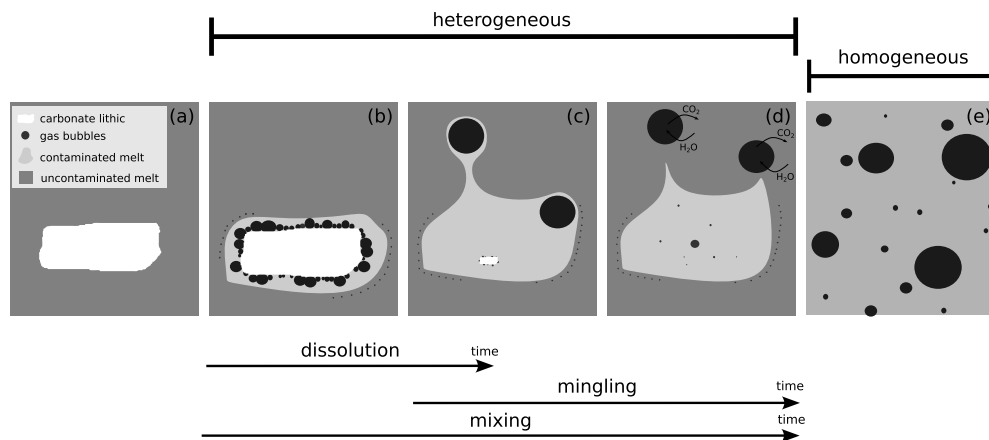 heterogeneous
homogeneous
(a)
carbonate lithic
gas bubbles
contaminated melt
uncontaminated melt
(b)
(c)
(d)
CO2
H2O
CO2
H2O
(e)
dissolution
time
mingling
time
mixing
time